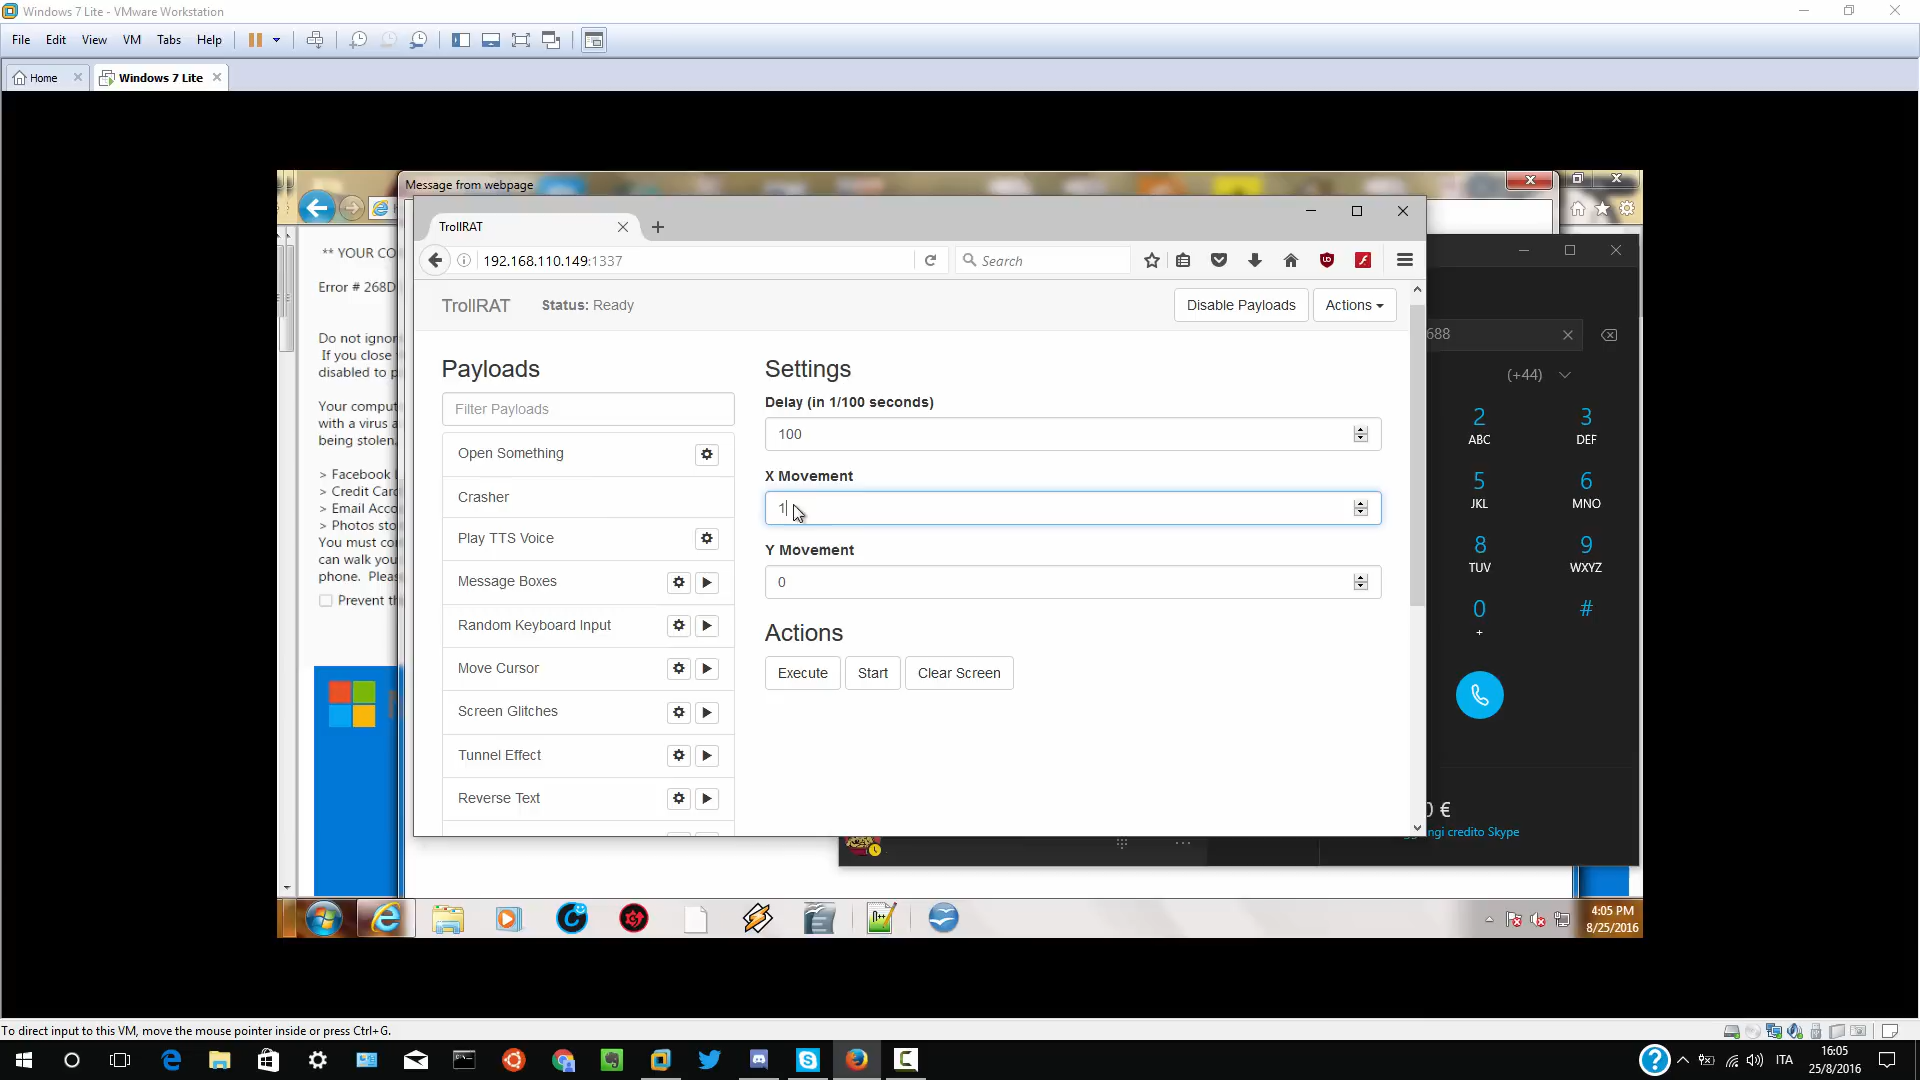 Windows 7 Lite - VMware Workstation
File Edit View VM Tabs Help
Home
Windows 7 Lite
Message from webpage
** YOUR CO
Error # 268D
Do not ignor
If you close
disabled to p
Your comput
with a virus a
being stolen.
> Facebook L
> Credit Card
> Email Acco
> Photos sto
You must con
can walk you
phone. Pleas
Prevent th
TrollRAT
192.168.110.149:1337
Search
TrollRAT
Status: Ready
Disable Payloads
Actions
Payloads
Filter Payloads
Open Something
Crasher
Play TTS Voice
Message Boxes
Random Keyboard Input
Move Cursor
Screen Glitches
Tunnel Effect
Reverse Text
Settings
Delay (in 1/100 seconds)
100
X Movement
1
Y Movement
0
Actions
Execute
Start
Clear Screen
688
(+44)
2 3
ABC DEF
5 6
JKL MNO
8 9
TUV WXYZ
0 #
+
0 €
ngi credito Skype
4:05 PM
8/25/2016
To direct input to this VM, move the mouse pointer inside or press Ctrl+G.
ITA
16:05
25/8/2016